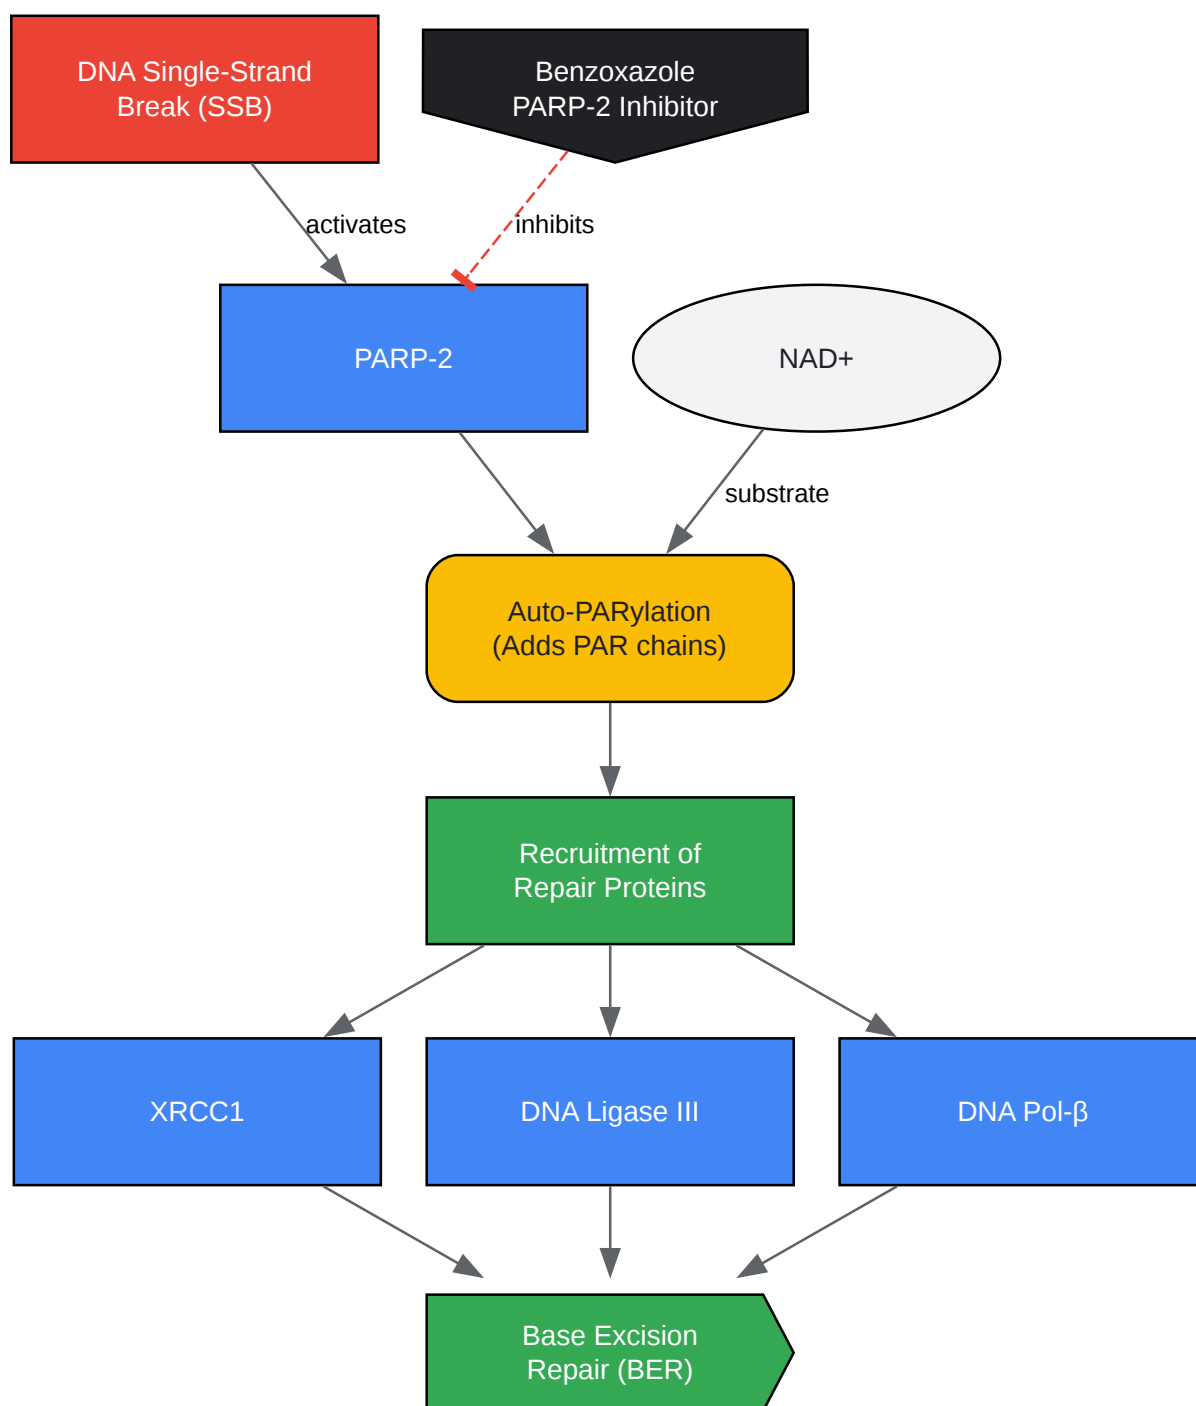 DNA Single-Strand
Break (SSB)
Benzoxazole
PARP-2 Inhibitor
activates
inhibits
PARP-2
NAD+
substrate
Auto-PARylation
(Adds PAR chains)
Recruitment of
Repair Proteins
XRCC1
DNA Ligase III
DNA Pol-β
Base Excision
Repair (BER)